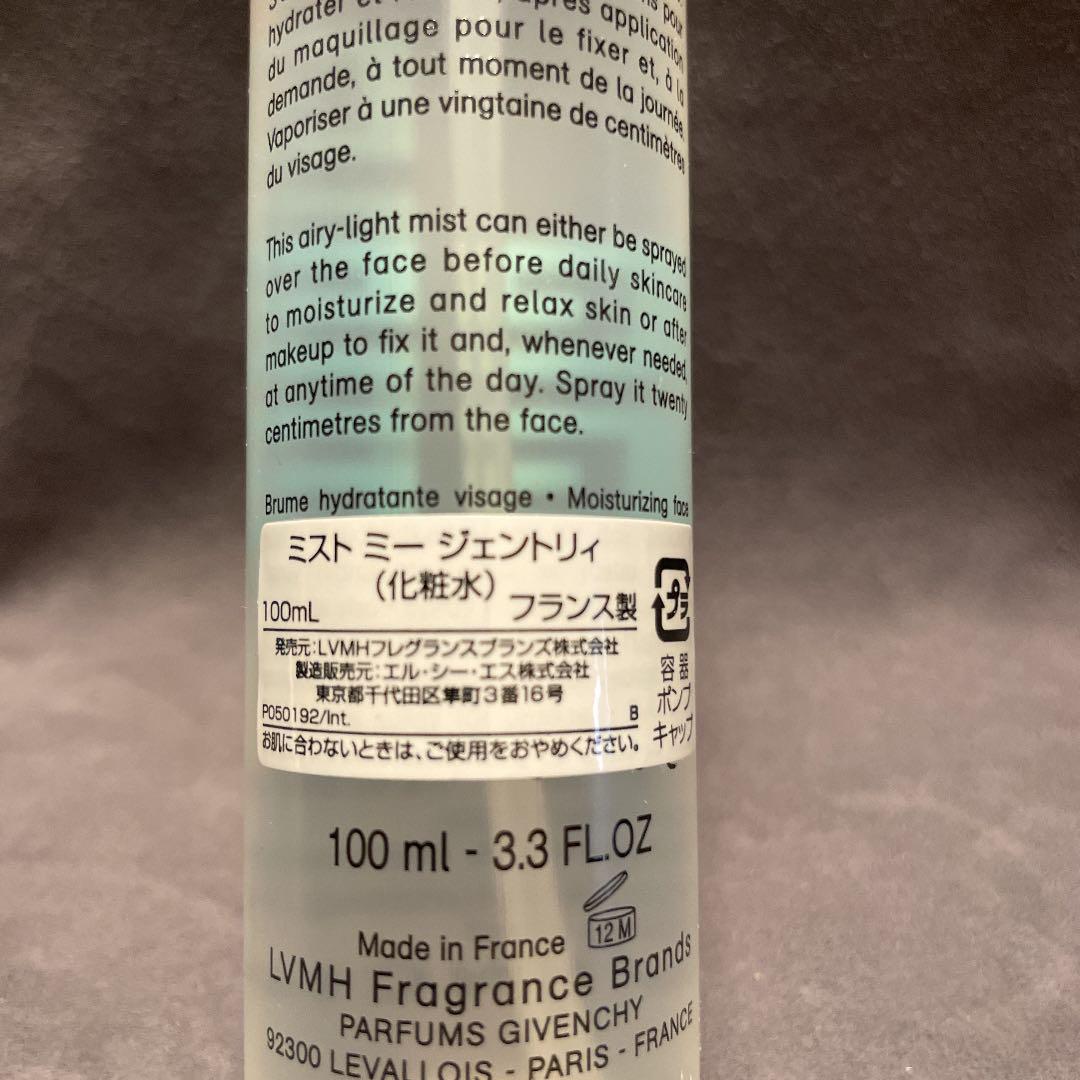 hydrater et après application
du maquillage pour le fixer et, à la
demande, à tout moment de la journée.
Vaporiser à une vingtaine de centimètres
du visage.
This airy-light mist can either be sprayed
over the face before daily skincare
to moisturize and relax skin or after
makeup to fix it and, whenever needed,
at anytime of the day. Spray it twenty
centimetres from the face.
Brume hydratante visage • Moisturizing face
ミスト ミー ジェントリィ
(化粧水)
100mL フランス製
発売元:LVMHフレグランスブランズ株式会社
製造販売元:エル・シー・エス株式会社
東京都千代田区隼町3番16号
P050192/Int. B
お肌に合わないときは、ご使用をおやめください。
プラ
容器
ポンプ
キャップ
100 ml - 3.3 FL.OZ
12 M
Made in France
LVMH Fragrance Brands
PARFUMS GIVENCHY
92300 LEVALLOIS - PARIS - FRANCE